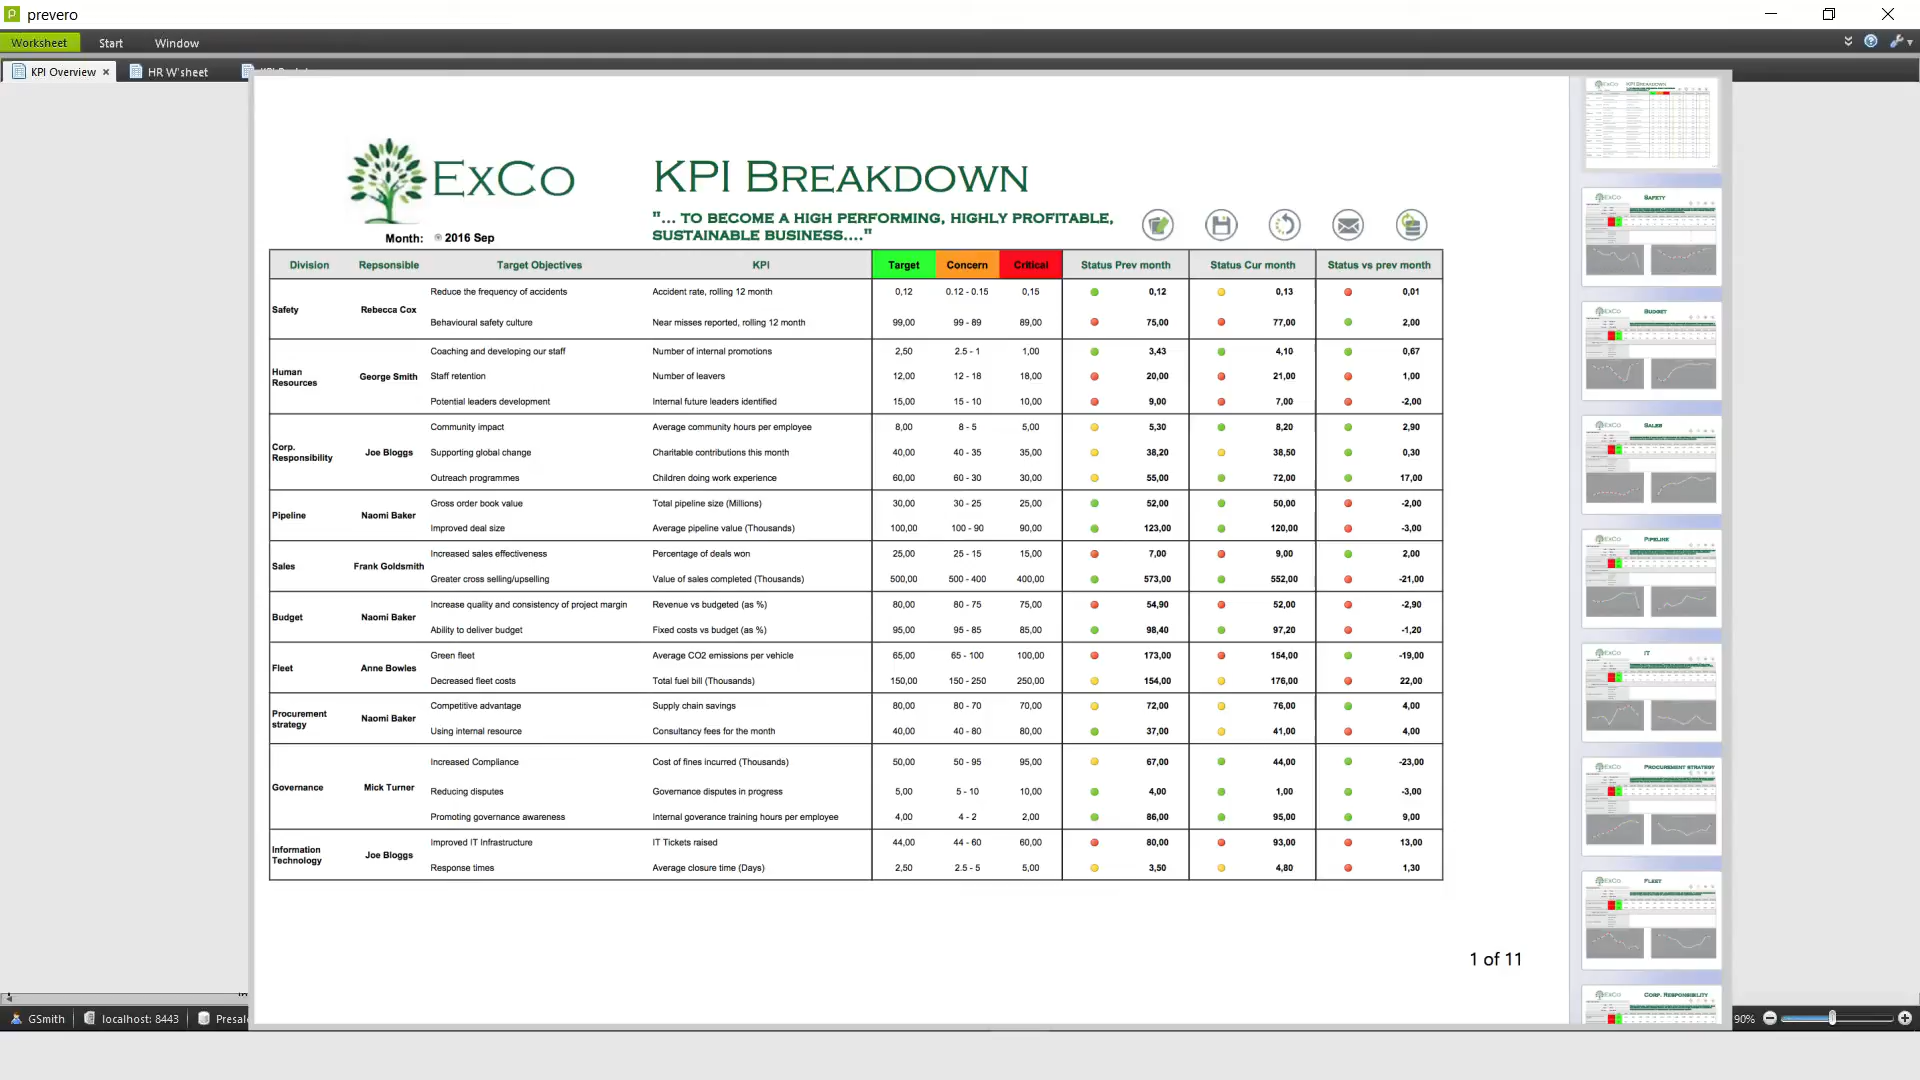 prevero
Worksheet Start Window
KPI Overview HR W'sheet
ExCo KPI Breakdown
"... to become a high performing, highly profitable,
sustainable business...."
Month: 2016 Sep
Division Repsonsible Target Objectives KPI Target Concern Critical Status Prev month Status Cur month Status vs prev month
Safety Rebecca Cox
Reduce the frequency of accidents Accident rate, rolling 12 month 0,12 0.12 - 0.15 0,15 0,12 0,13 0,01
Behavioural safety culture Near misses reported, rolling 12 month 99,00 99 - 89 89,00 75,00 77,00 2,00
Human Resources George Smith
Coaching and developing our staff Number of internal promotions 2,50 2.5 - 1 1,00 3,43 4,10 0,67
Staff retention Number of leavers 12,00 12 - 18 18,00 20,00 21,00 1,00
Potential leaders development Internal future leaders identified 15,00 15 - 10 10,00 9,00 7,00 -2,00
Corp. Responsibility Joe Bloggs
Community impact Average community hours per employee 8,00 8 - 5 5,00 5,30 8,20 2,90
Supporting global change Charitable contributions this month 40,00 40 - 35 35,00 38,20 38,50 0,30
Outreach programmes Children doing work experience 60,00 60 - 30 30,00 55,00 72,00 17,00
Pipeline Naomi Baker
Gross order book value Total pipeline size (Millions) 30,00 30 - 25 25,00 52,00 50,00 -2,00
Improved deal size Average pipeline value (Thousands) 100,00 100 - 90 90,00 123,00 120,00 -3,00
Sales Frank Goldsmith
Increased sales effectiveness Percentage of deals won 25,00 25 - 15 15,00 7,00 9,00 2,00
Greater cross selling/upselling Value of sales completed (Thousands) 500,00 500 - 400 400,00 573,00 552,00 -21,00
Budget Naomi Baker
Increase quality and consistency of project margin Revenue vs budgeted (as %) 80,00 80 - 75 75,00 54,90 52,00 -2,90
Ability to deliver budget Fixed costs vs budget (as %) 95,00 95 - 85 85,00 98,40 97,20 -1,20
Fleet Anne Bowles
Green fleet Average CO2 emissions per vehicle 65,00 65 - 100 100,00 173,00 154,00 -19,00
Decreased fleet costs Total fuel bill (Thousands) 150,00 150 - 250 250,00 154,00 176,00 22,00
Procurement strategy Naomi Baker
Competitive advantage Supply chain savings 80,00 80 - 70 70,00 72,00 76,00 4,00
Using internal resource Consultancy fees for the month 40,00 40 - 80 80,00 37,00 41,00 4,00
Governance Mick Turner
Increased Compliance Cost of fines incurred (Thousands) 50,00 50 - 95 95,00 67,00 44,00 -23,00
Reducing disputes Governance disputes in progress 5,00 5 - 10 10,00 4,00 1,00 -3,00
Promoting governance awareness Internal goverance training hours per employee 4,00 4 - 2 2,00 86,00 95,00 9,00
Information Technology Joe Bloggs
Improved IT Infrastructure IT Tickets raised 44,00 44 - 60 60,00 80,00 93,00 13,00
Response times Average closure time (Days) 2,50 2.5 - 5 5,00 3,50 4,80 1,30
1 of 11
KPI Breakdown
ExCo Safety
ExCo Budget
ExCo Sales
ExCo Pipeline
ExCo IT
ExCo Procurement strategy
ExCo Fleet
ExCo Corp. Responsibility
GSmith localhost: 8443 Presal 90%